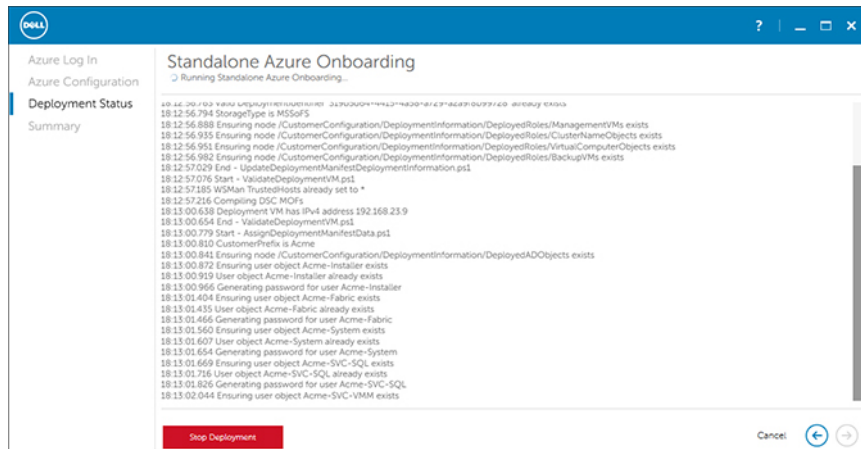 DELL
?
Azure Log In
Azure Configuration
Deployment Status
Summary
Standalone Azure Onboarding
Running Standalone Azure Onboarding...
already exists
18:12:56.794 StorageType is MSSoFS
18:12:56.888 Ensuring node /CustomerConfiguration/DeploymentInformation/DeployedRoles/ManagementVMs exists
18:12:56.935 Ensuring node /CustomerConfiguration/DeploymentInformation/DeployedRoles/ClusterNameObjects exists
18:12:56.951 Ensuring node /CustomerConfiguration/DeploymentInformation/DeployedRoles/VirtualComputerObjects exists
18:12:56.982 Ensuring node /CustomerConfiguration/DeploymentInformation/DeployedRoles/BackupVMs exists
18:12:57.029 End - UpdateDeploymentManifestDeploymentInformation.ps1
18:12:57.076 Start - ValidateDeploymentVM.ps1
18:12:57.185 WSMan TrustedHosts already set to *
18:12:57.216 Compiling DSC MOFs
18:13:00.638 Deployment VM has IPv4 address 192.168.23.9
18:13:00.654 End - ValidateDeploymentVM.ps1
18:13:00.779 Start - AssignDeploymentManifestData.ps1
18:13:00.810 CustomerPrefix is Acme
18:13:00.841 Ensuring node /CustomerConfiguration/DeploymentInformation/DeployedADObjects exists
18:13:00.872 Ensuring user object Acme-Installer exists
18:13:00.919 User object Acme-Installer already exists
18:13:00.966 Generating password for user Acme-Installer
18:13:01.404 Ensuring user object Acme-Fabric exists
18:13:01.435 User object Acme-Fabric already exists
18:13:01.466 Generating password for user Acme-Fabric
18:13:01.560 Ensuring user object Acme-System exists
18:13:01.607 User object Acme-System already exists
18:13:01.654 Generating password for user Acme-System
18:13:01.669 Ensuring user object Acme-SVC-SQL exists
18:13:01.716 User object Acme-SVC-SQL already exists
18:13:01.826 Generating password for user Acme-SVC-SQL
18:13:02.044 Ensuring user object Acme-SVC-VMM exists
Stop Deployment
Cancel